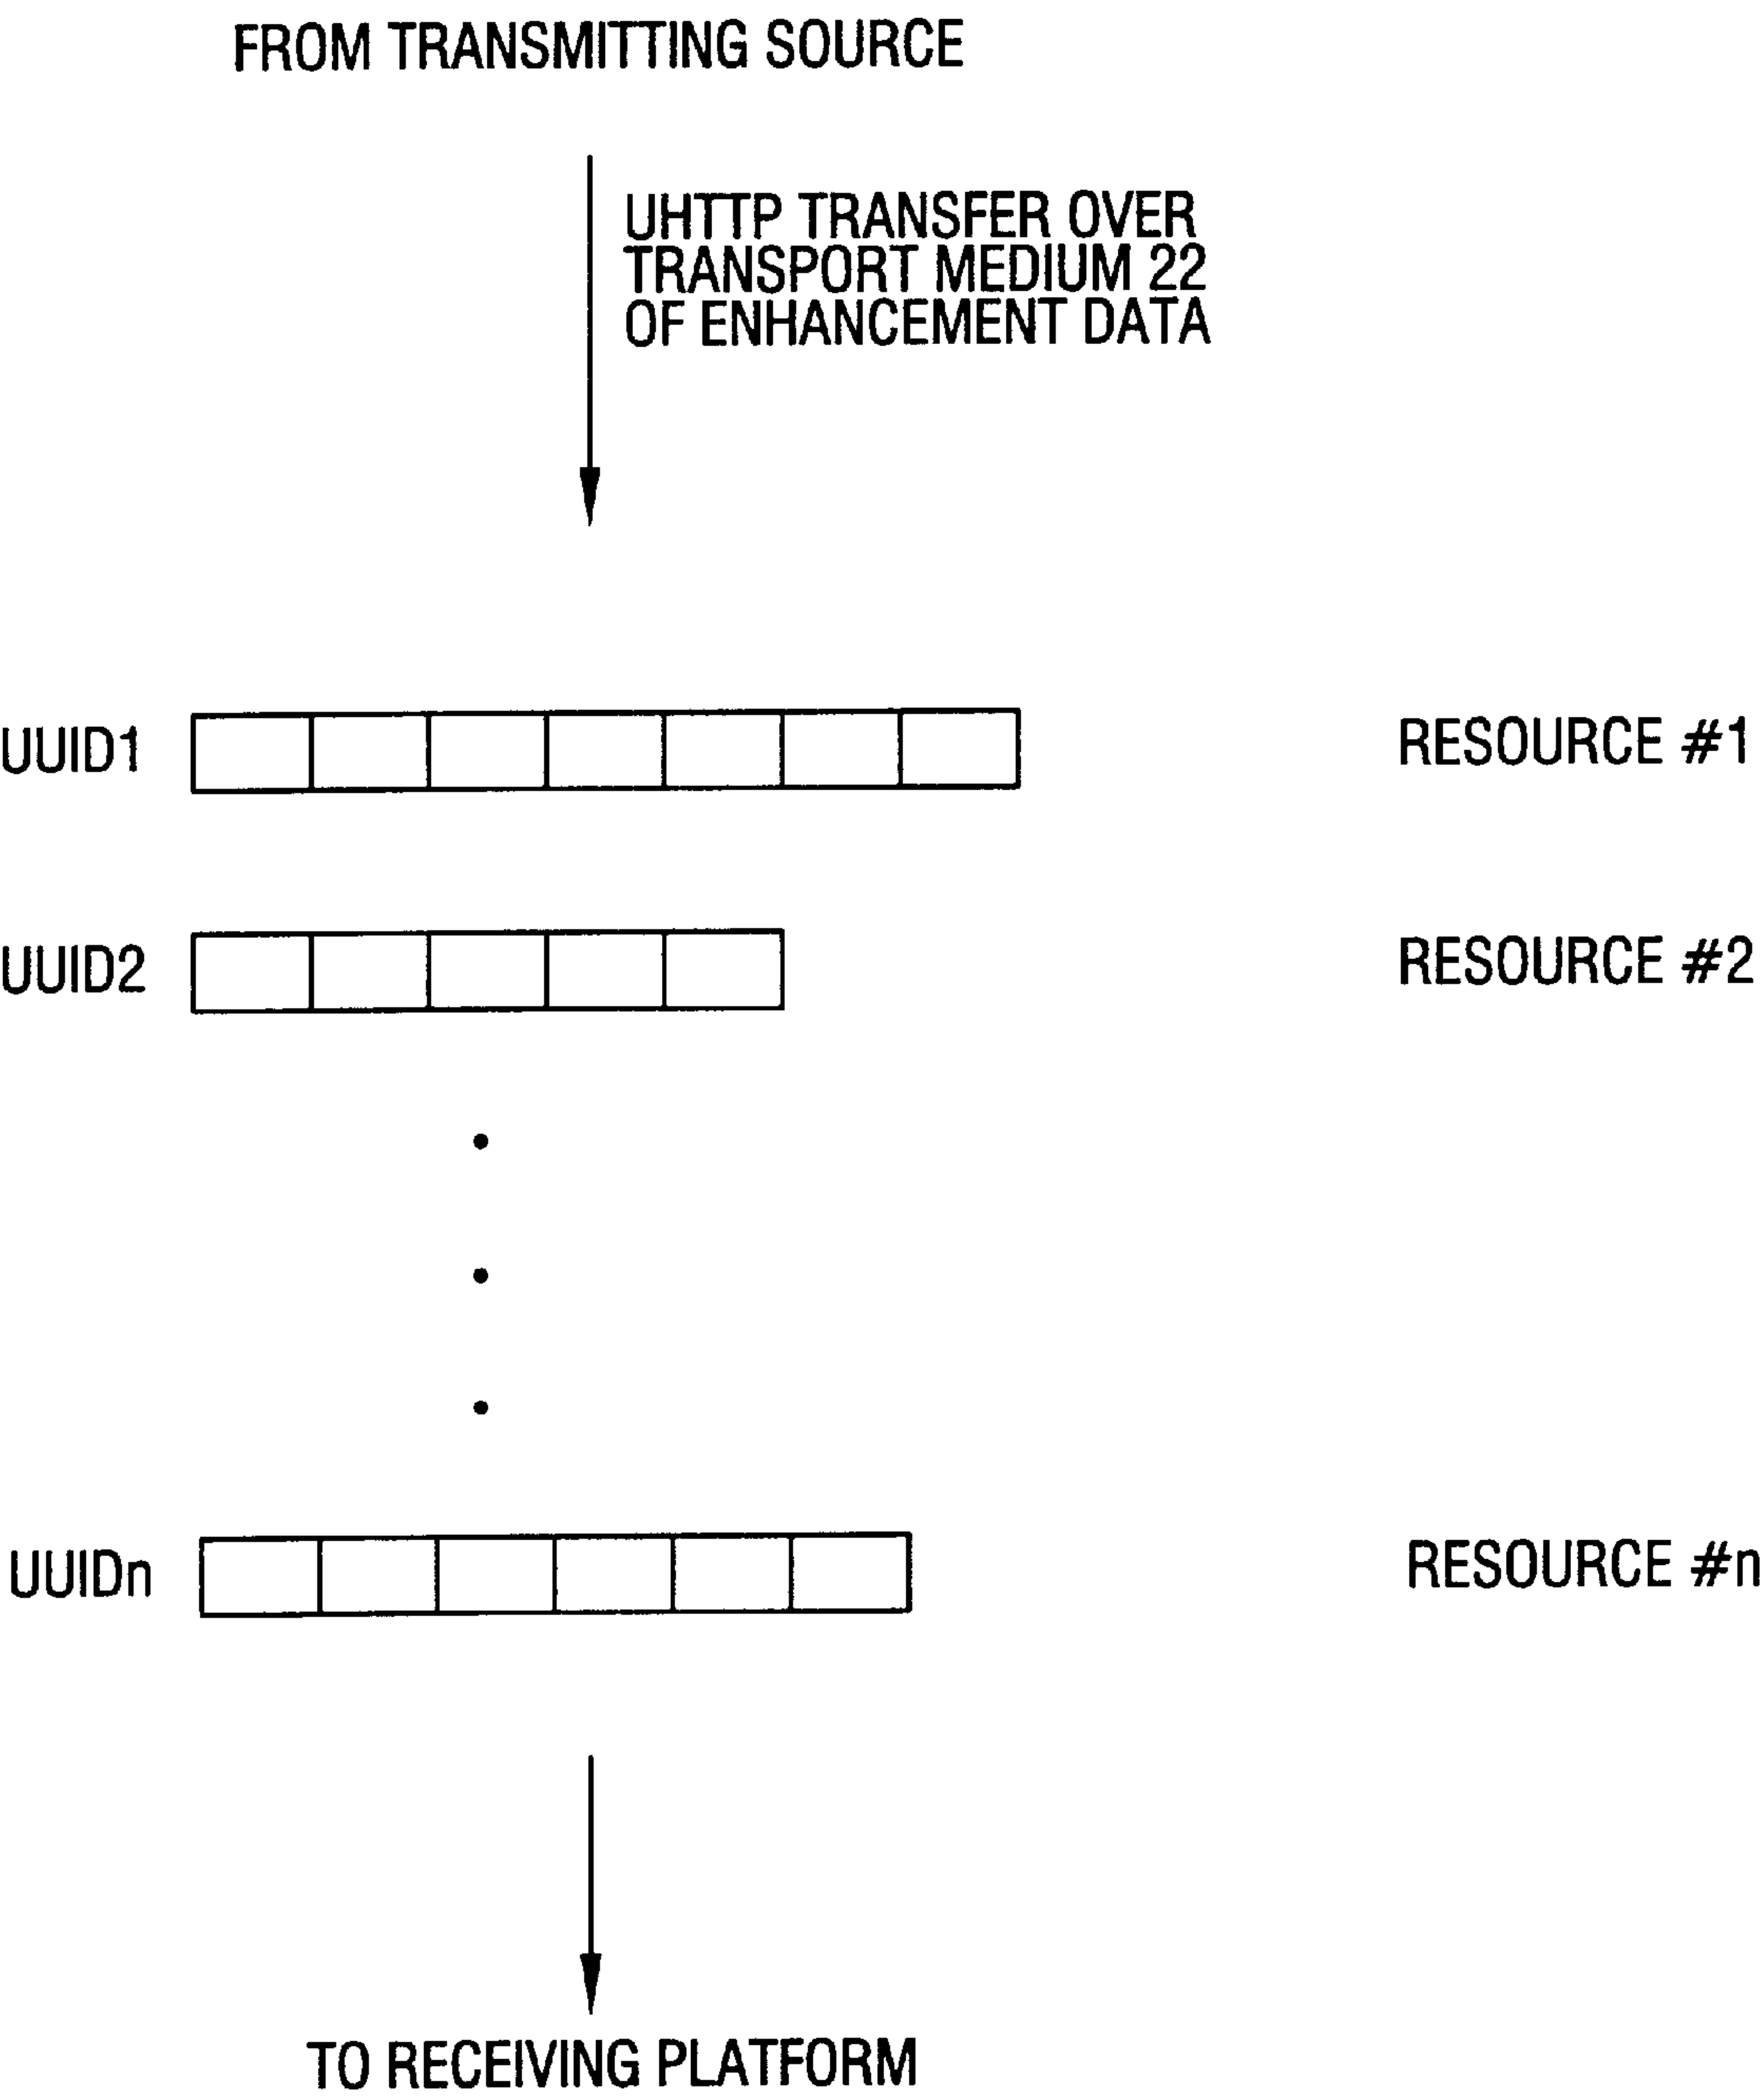 FROM TRANSMITTING SOURCE
UHTTP TRANSFER OVER
TRANSPORT MEDIUM 22
OF ENHANCEMENT DATA
UUID1 RESOURCE #1
UUID2 RESOURCE #2
UUIDn RESOURCE #n
TO RECEIVING PLATFORM